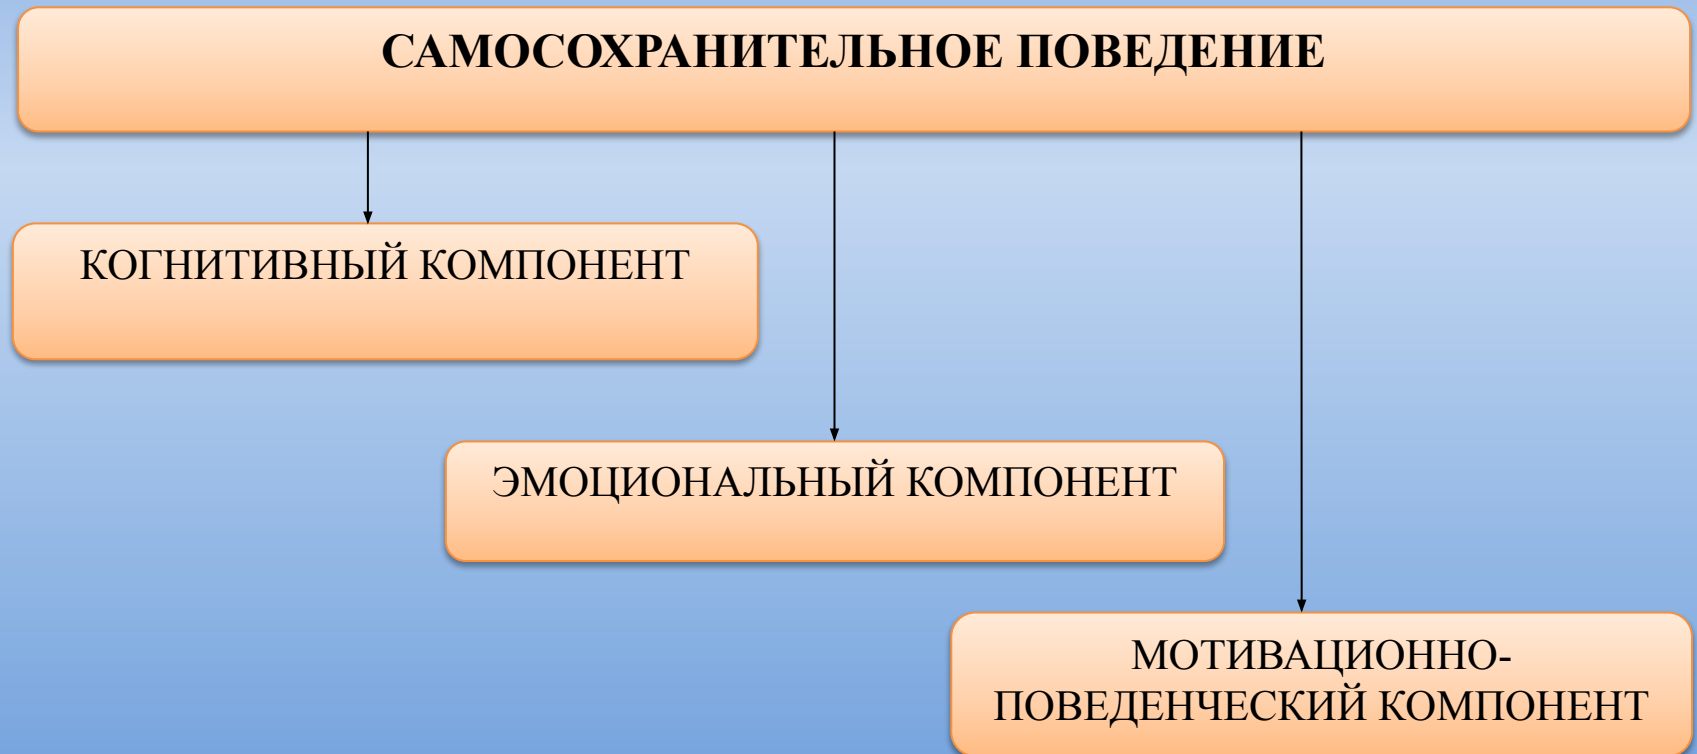 САМОСОХРАНИТЕЛЬНОЕ ПОВЕДЕНИЕ
КОГНИТИВНЫЙ КОМПОНЕНТ
ЭМОЦИОНАЛЬНЫЙ КОМПОНЕНТ
МОТИВАЦИОННО-
ПОВЕДЕНЧЕСКИЙ КОМПОНЕНТ